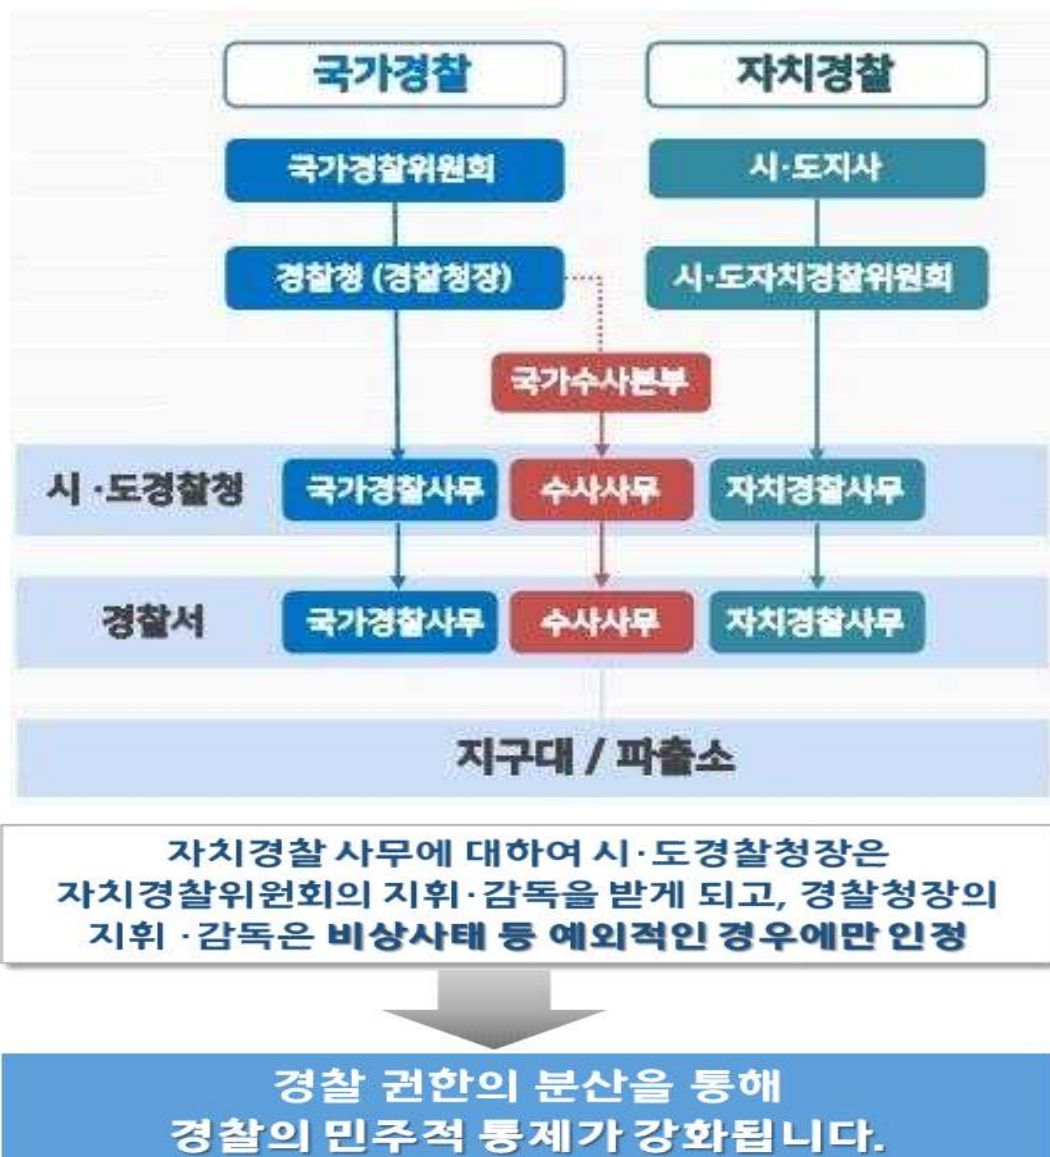 국가경찰 자치경찰
국가경찰위원회 시·도지사
경찰청 (경찰청장) 시·도자치경찰위원회
국가수사본부
시 ·도경찰청 국가경찰사무 수사사무 자치경찰사무
경찰서 국가경찰사무 수사사무 자치경찰사무
지구대 / 파출소
자치경찰 사무에 대하여 시·도경찰청장은
자치경찰위원회의 지휘·감독을 받게 되고, 경찰청장의
지휘 ·감독은 비상사태 등 예외적인 경우에만 인정
경찰 권한의 분산을 통해
경찰의 민주적 통제가 강화됩니다.